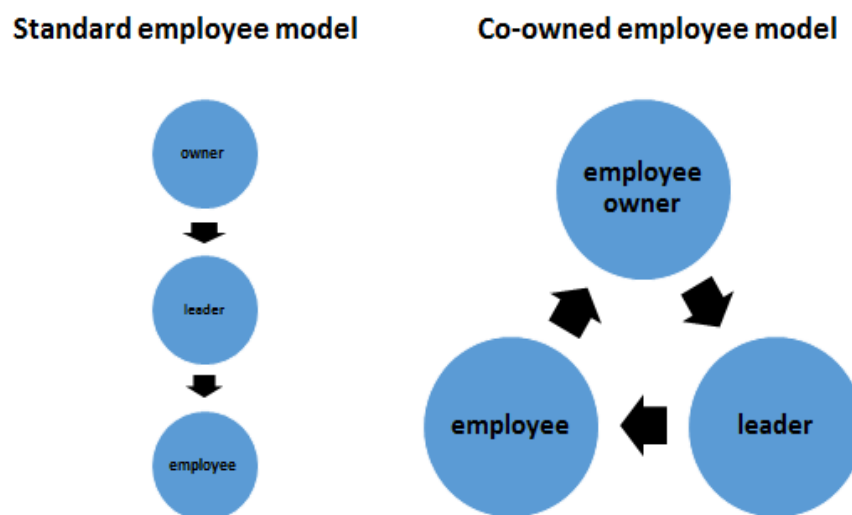 Standard employee model
owner
leader
employee
Co-owned employee model
employee
owner
leader
employee